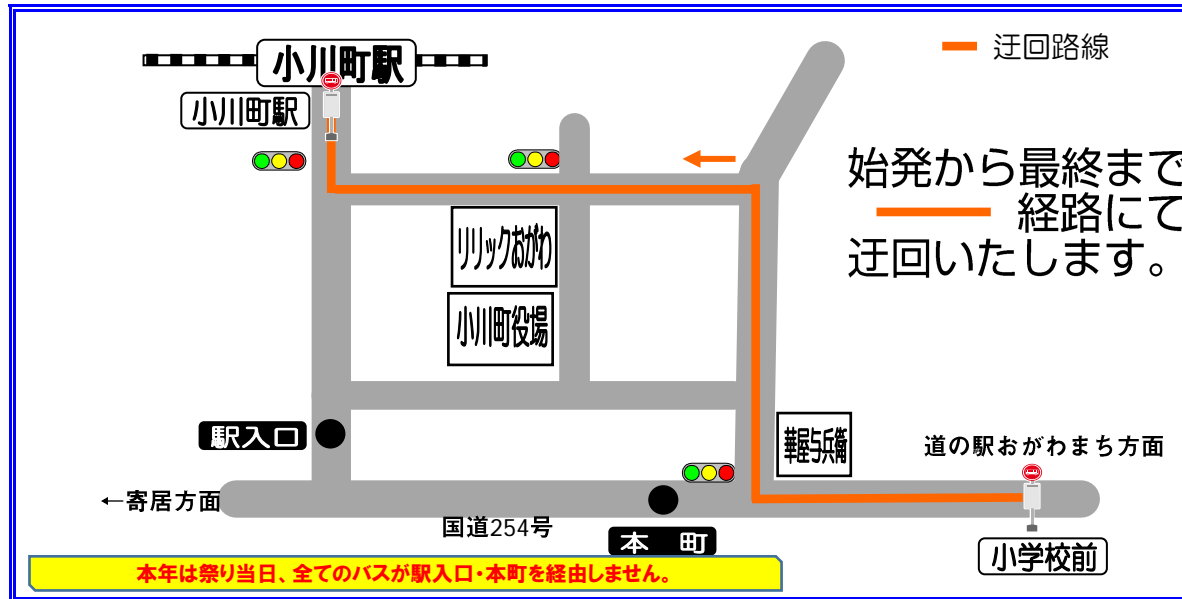 小川町駅
迂回路線
小川町駅
始発から最終まで
経路にて
迂回いたします。
リリックおがわ
小川町役場
駅入口
華屋与兵衛
道の駅おがわまち方面
←寄居方面
国道254号
本 町
小学校前
本年は祭り当日、全てのバスが駅入口・本町を経由しません。